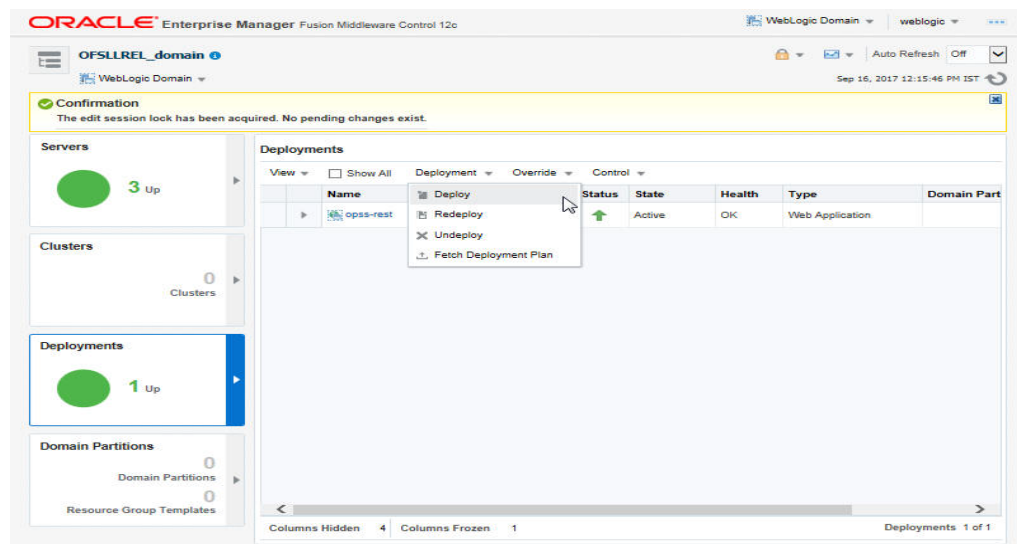 ORACLE Enterprise Manager Fusion Middleware Control 12c
WebLogic Domain
weblogic
OFSLLREL_domain
WebLogic Domain
Auto Refresh Off
Sep 16, 2017 12:15:46 PM IST
Confirmation
The edit session lock has been acquired. No pending changes exist.
Servers
3 Up
Clusters
0
Clusters
Deployments
1 Up
Domain Partitions
0
Domain Partitions
0
Resource Group Templates
Deployments
View Show All Deployment Override Control
Name Status State Health Type Domain Part
opss-rest Active OK Web Application
Deploy
Redeploy
Undeploy
Fetch Deployment Plan
Columns Hidden 4 Columns Frozen 1
Deployments 1 of 1